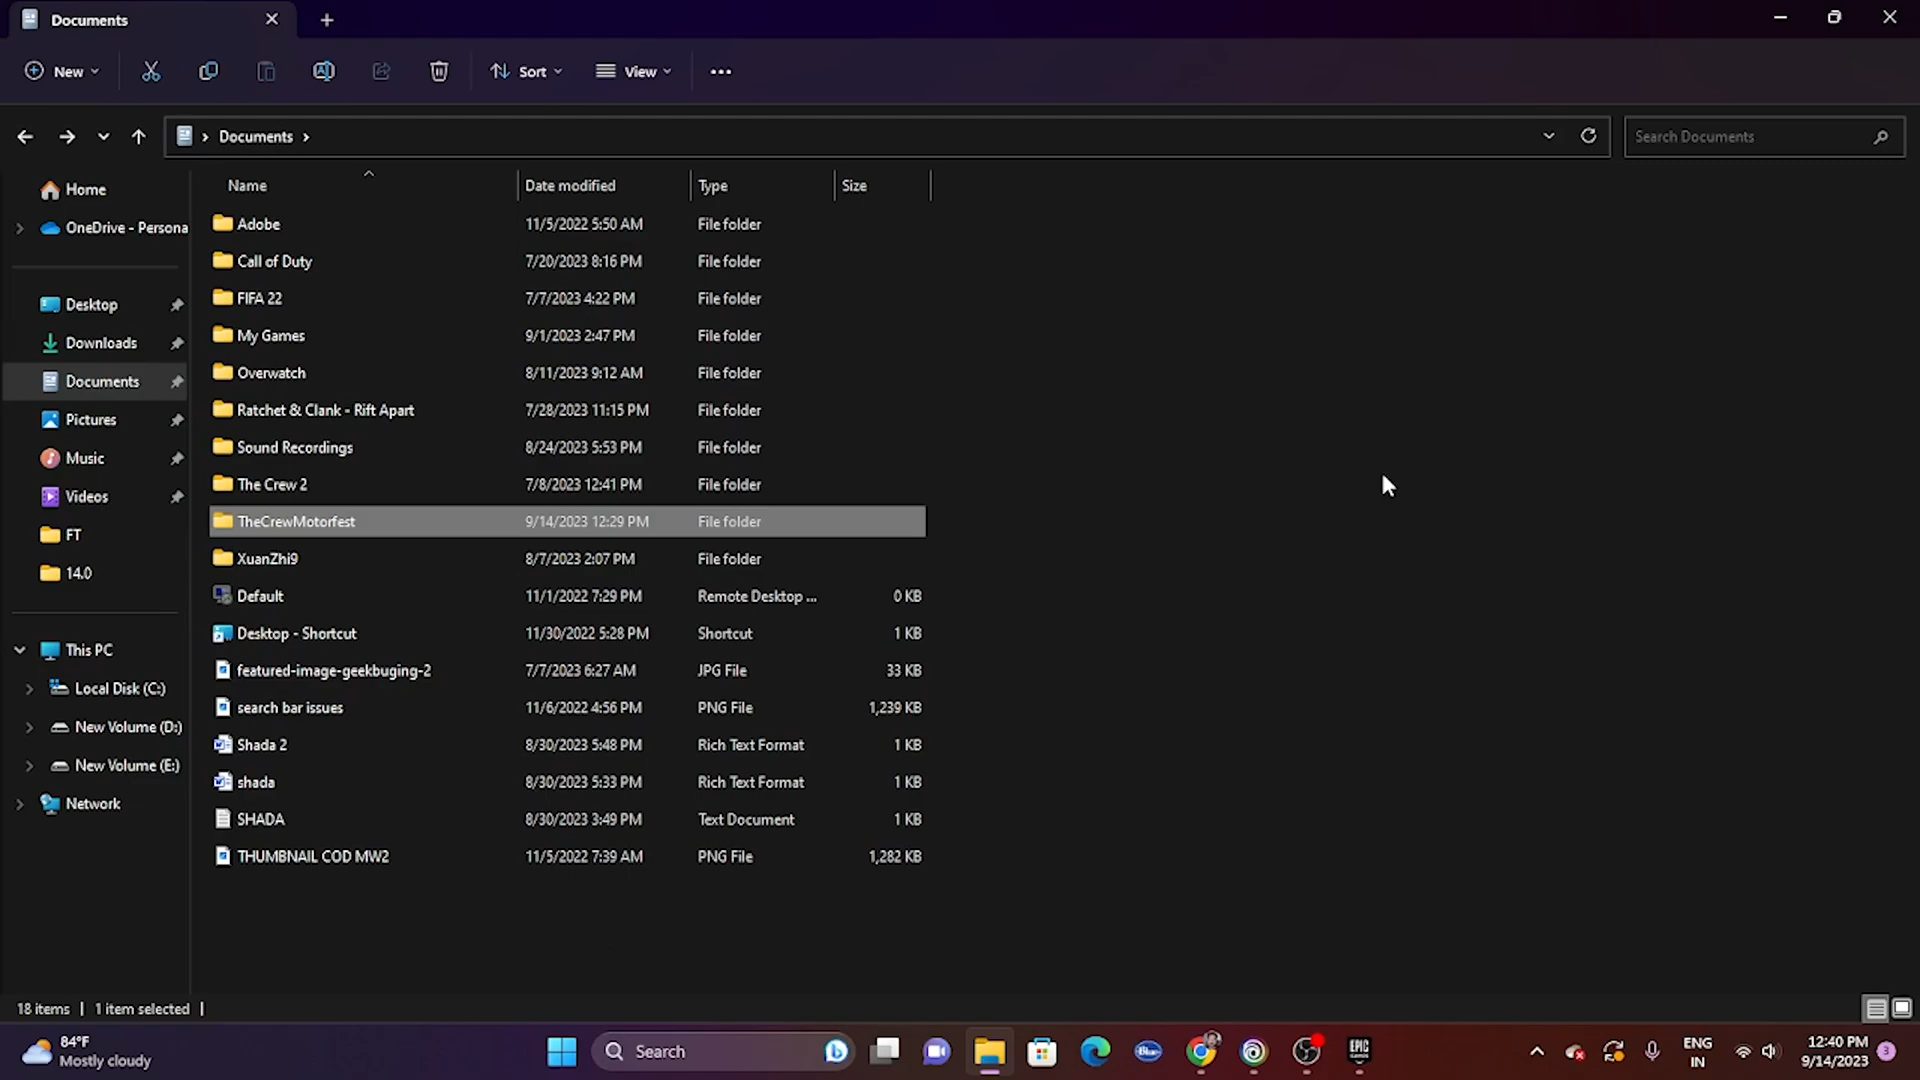 Documents
New
Sort
View
Documents
Search Documents
Home
OneDrive - Persona
Desktop
Downloads
Documents
Pictures
Music
Videos
FT
14.0
This PC
Local Disk (C:)
New Volume (D:)
New Volume (E:)
Network
Name Date modified Type Size
Adobe 11/5/2022 5:50 AM File folder
Call of Duty 7/20/2023 8:16 PM File folder
FIFA 22 7/7/2023 4:22 PM File folder
My Games 9/1/2023 2:47 PM File folder
Overwatch 8/11/2023 9:12 AM File folder
Ratchet & Clank - Rift Apart 7/28/2023 11:15 PM File folder
Sound Recordings 8/24/2023 5:53 PM File folder
The Crew 2 7/8/2023 12:41 PM File folder
TheCrewMotorfest 9/14/2023 12:29 PM File folder
XuanZhi9 8/7/2023 2:07 PM File folder
Default 11/1/2022 7:29 PM Remote Desktop ... 0 KB
Desktop - Shortcut 11/30/2022 5:28 PM Shortcut 1 KB
featured-image-geekbuging-2 7/7/2023 6:27 AM JPG File 33 KB
search bar issues 11/6/2022 4:56 PM PNG File 1,239 KB
Shada 2 8/30/2023 5:48 PM Rich Text Format 1 KB
shada 8/30/2023 5:33 PM Rich Text Format 1 KB
SHADA 8/30/2023 3:49 PM Text Document 1 KB
THUMBNAIL COD MW2 11/5/2022 7:39 AM PNG File 1,282 KB
18 items 1 item selected
84°F
Mostly cloudy
Search
Blue
EPIC
GAMES
ENG
IN
12:40 PM
9/14/2023
3